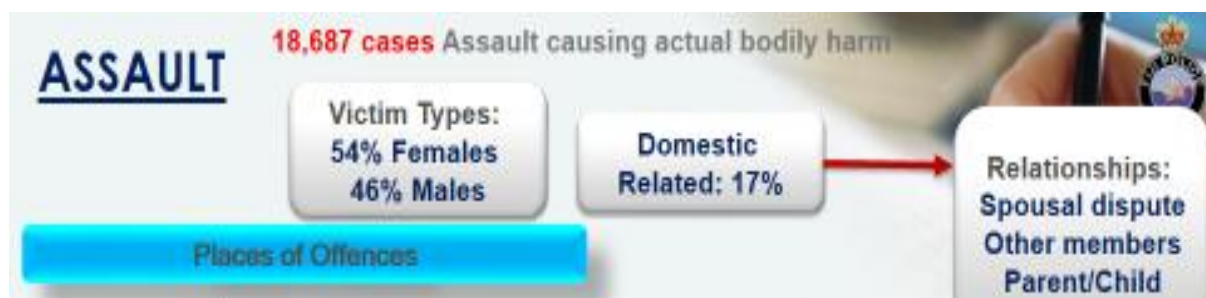 ASSAULT
18,687 cases Assault causing actual bodily harm
Victim Types:
54% Females
46% Males
Domestic
Related: 17%
Relationships:
Spousal dispute
Other members
Parent/Child
Places of Offences